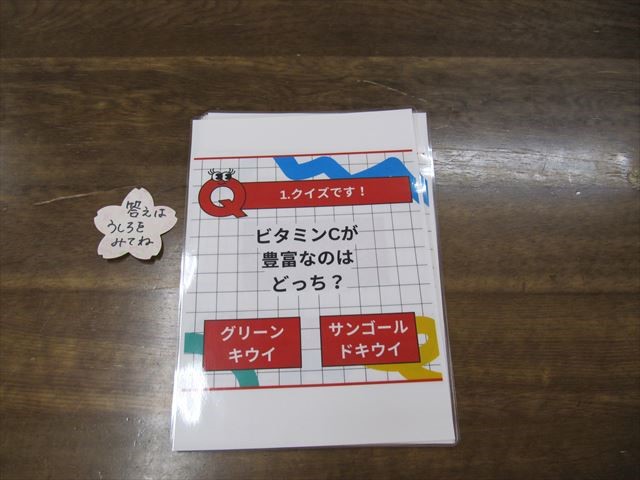 答えは
うしろを
みてね
Q
1.クイズです！
ビタミンCが
豊富なのは
どっち？
グリーン
キウイ
サンゴール
ドキウイ